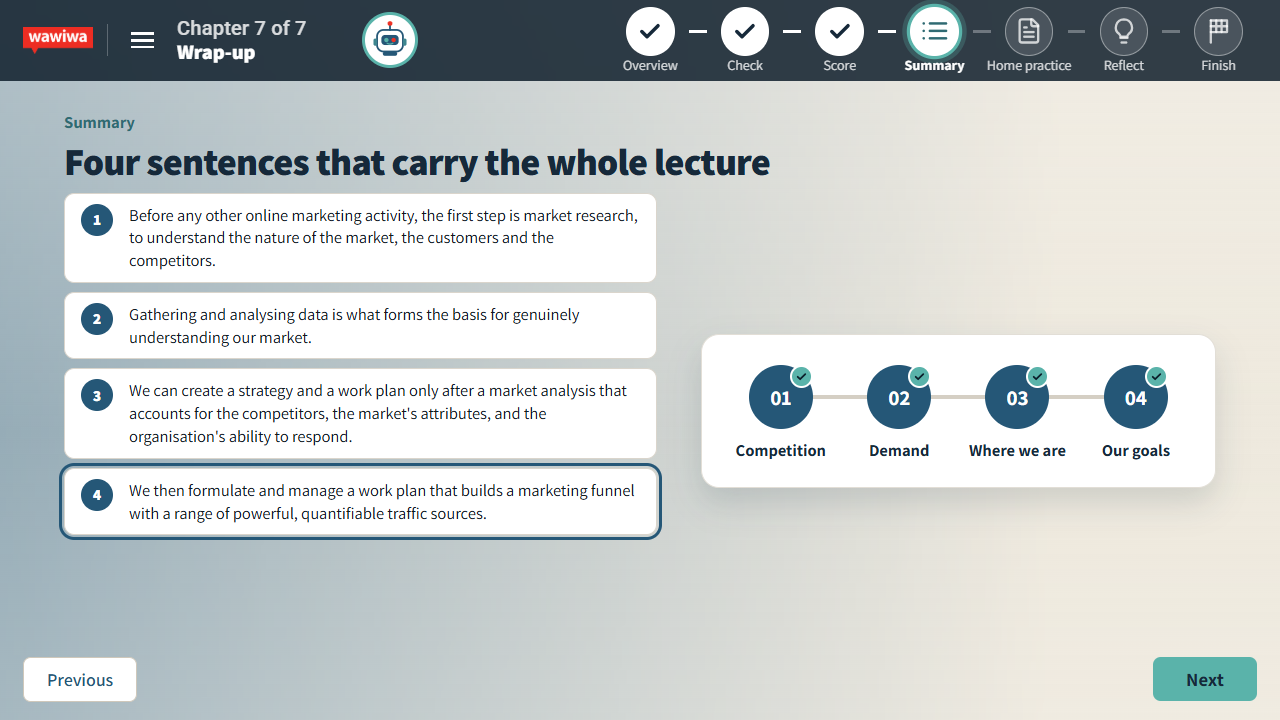 wawiwa
Chapter 7 of 7
Wrap-up
Overview
Check
Score
Summary
Home practice
Reflect
Finish
Summary
Four sentences that carry the whole lecture
1
Before any other online marketing activity, the first step is market research,
to understand the nature of the market, the customers and the
competitors.
2
Gathering and analysing data is what forms the basis for genuinely
understanding our market.
3
We can create a strategy and a work plan only after a market analysis that
accounts for the competitors, the market's attributes, and the
organisation's ability to respond.
4
We then formulate and manage a work plan that builds a marketing funnel
with a range of powerful, quantifiable traffic sources.
01
02
03
04
Competition
Demand
Where we are
Our goals
Previous
Next